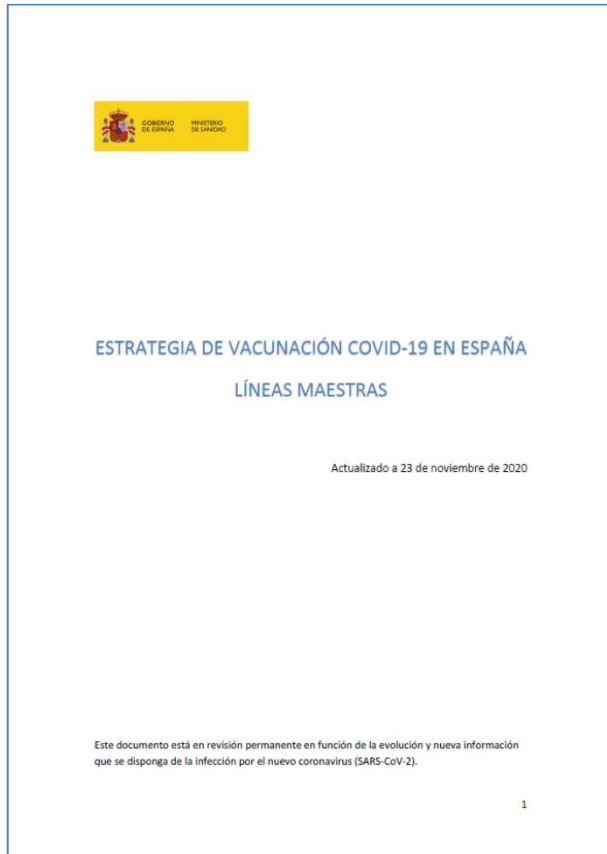 GOBIERNO
DE ESPAÑA
MINISTERIO
DE SANIDAD
ESTRATEGIA DE VACUNACIÓN COVID-19 EN ESPAÑA
LÍNEAS MAESTRAS
Actualizado a 23 de noviembre de 2020
Este documento está en revisión permanente en función de la evolución y nueva información
que se disponga de la infección por el nuevo coronavirus (SARS-CoV-2).
1